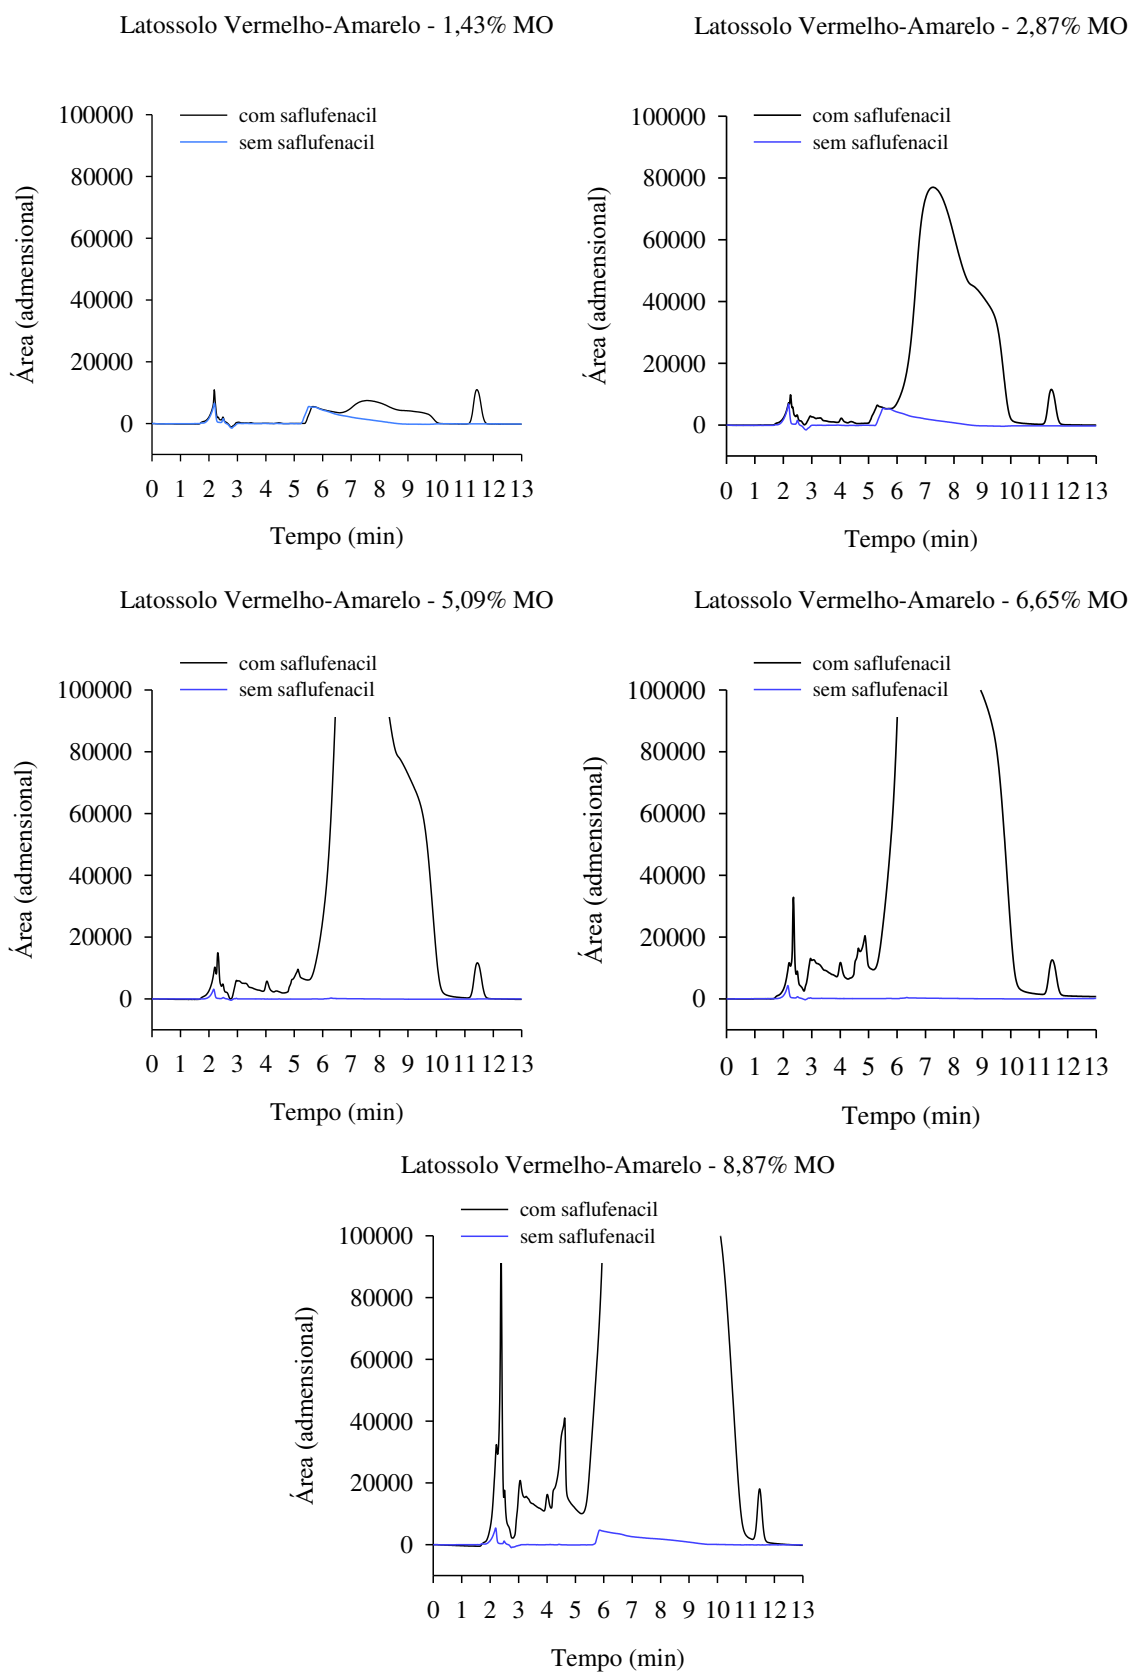 Latossolo Vermelho-Amarelo - 1,43% MO
com saflufenacil
sem saflufenacil
100000
80000
60000
40000
20000
0
Área (admensional)
0 1 2 3 4 5 6 7 8 9 10 11 12 13
Tempo (min)
Latossolo Vermelho-Amarelo - 2,87% MO
com saflufenacil
sem saflufenacil
100000
80000
60000
40000
20000
0
Área (admensional)
0 1 2 3 4 5 6 7 8 9 10 11 12 13
Tempo (min)
Latossolo Vermelho-Amarelo - 5,09% MO
com saflufenacil
sem saflufenacil
100000
80000
60000
40000
20000
0
Área (admensional)
0 1 2 3 4 5 6 7 8 9 10 11 12 13
Tempo (min)
Latossolo Vermelho-Amarelo - 6,65% MO
com saflufenacil
sem saflufenacil
100000
80000
60000
40000
20000
0
Área (admensional)
0 1 2 3 4 5 6 7 8 9 10 11 12 13
Tempo (min)
Latossolo Vermelho-Amarelo - 8,87% MO
com saflufenacil
sem saflufenacil
100000
80000
60000
40000
20000
0
Área (admensional)
0 1 2 3 4 5 6 7 8 9 10 11 12 13
Tempo (min)